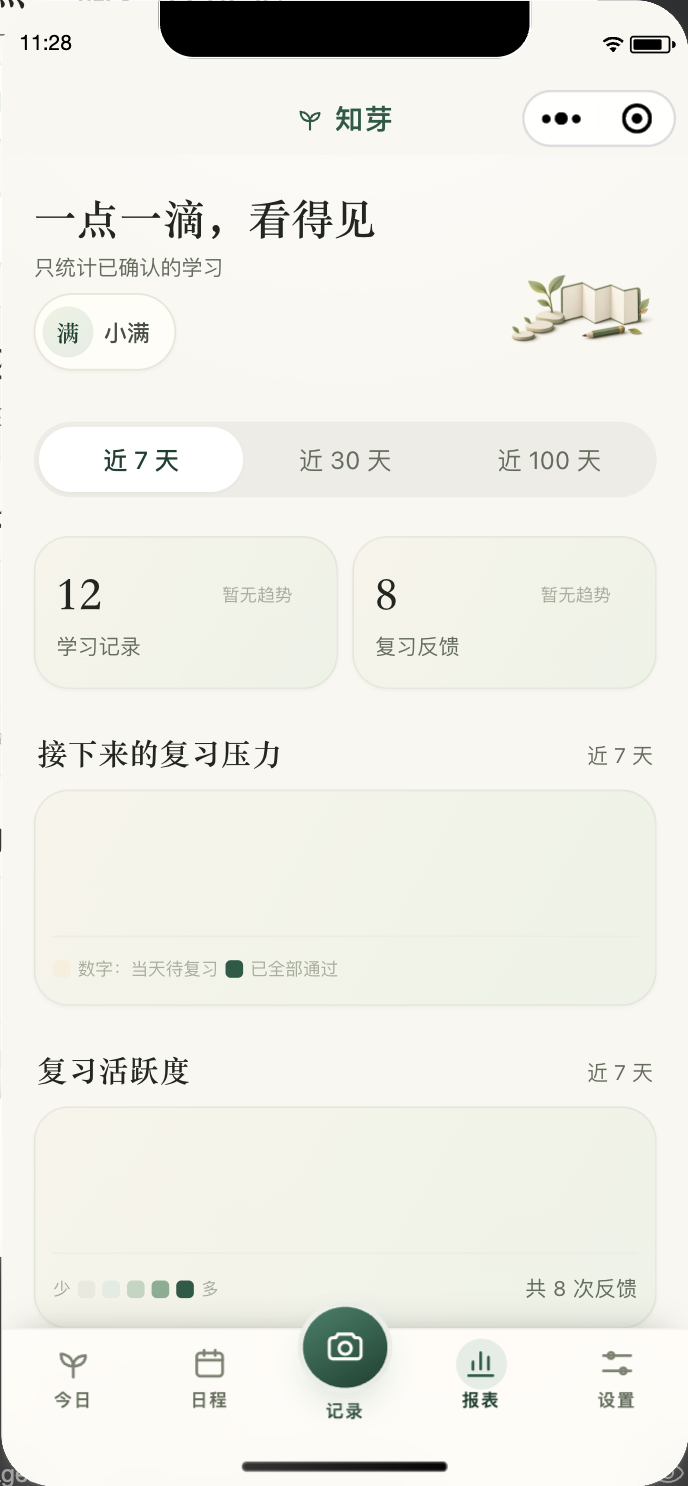 11:28
知芽
一点一滴，看得见
只统计已确认的学习
满 小满
近 7 天 近 30 天 近 100 天
12 暂无趋势 8 暂无趋势
学习记录 复习反馈
接下来的复习压力 近 7 天
数字：当天待复习 已全部通过
复习活跃度 近 7 天
少 多 共 8 次反馈
今日 日程 记录 报表 设置